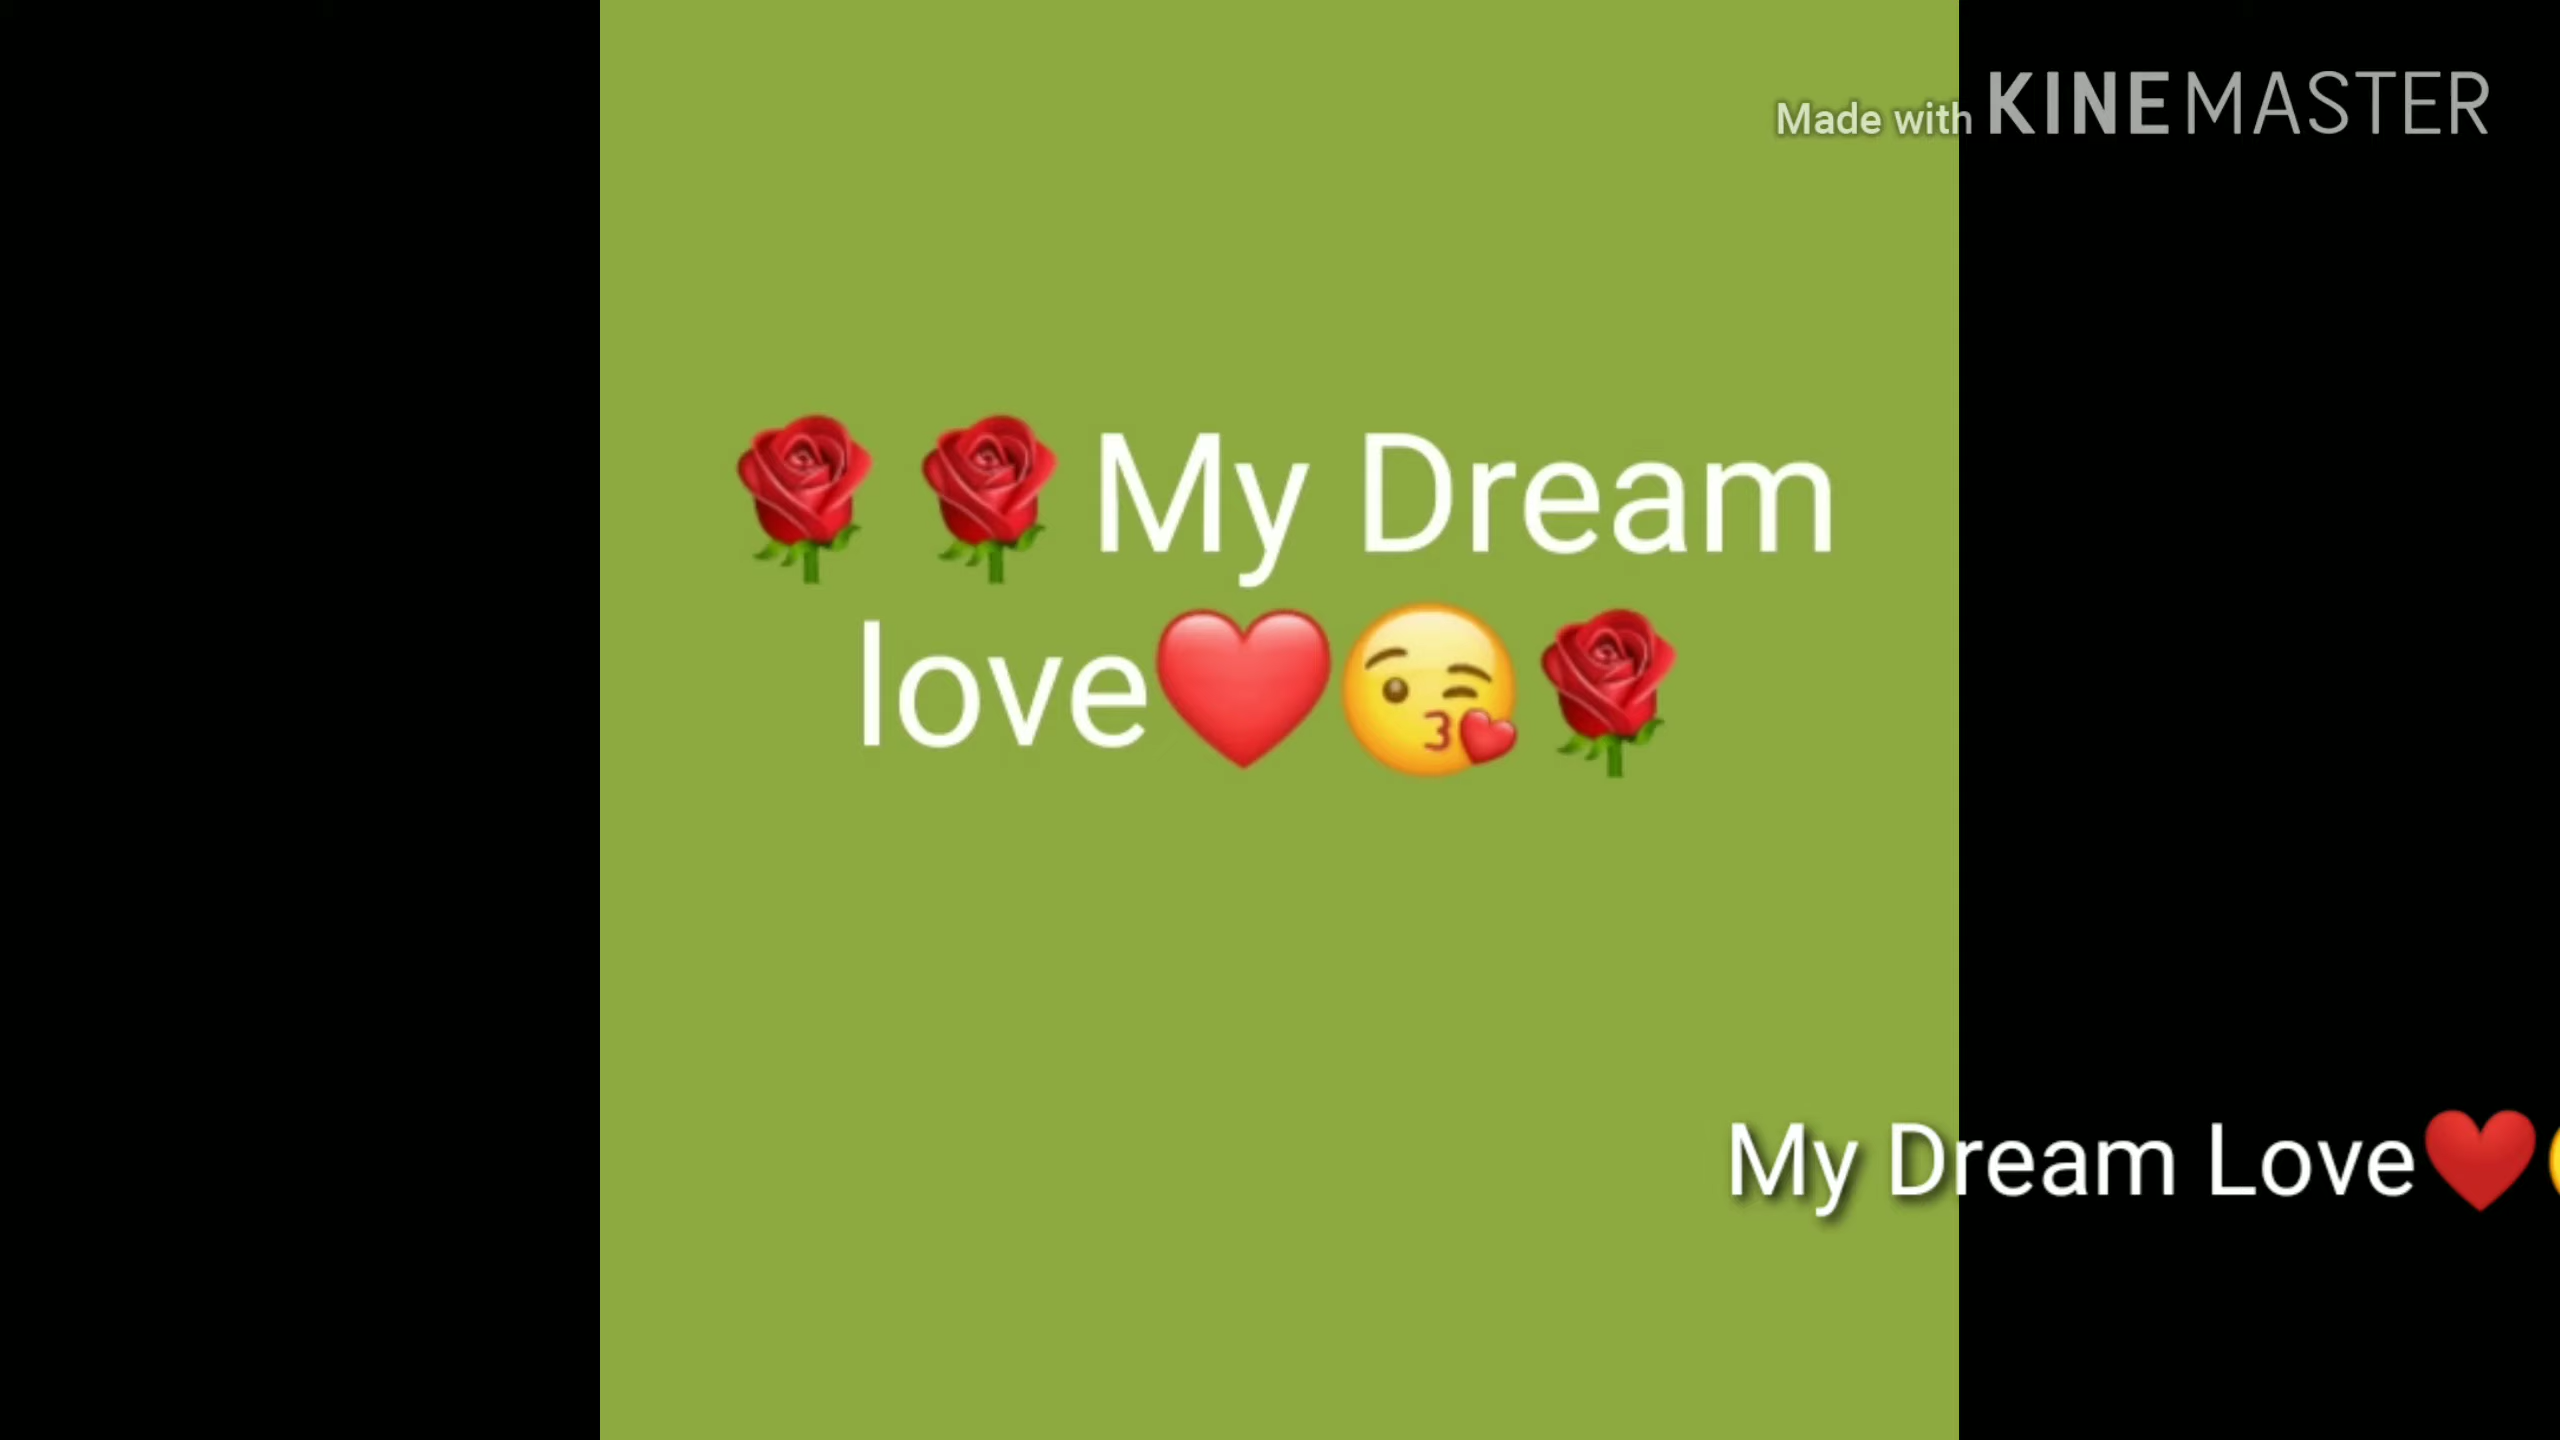 Made with KINEMASTER
🌹🌹My Dream
love❤️😘🌹
My Dream Love❤️